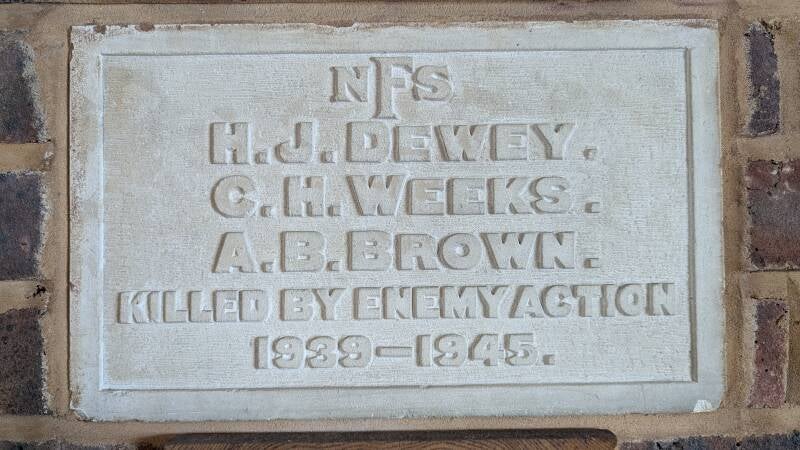 NFS
H.J.DEWEY.
C.H.WEEKS.
A.B.BROWN.
KILLED BY ENEMY ACTION
1939–1945.